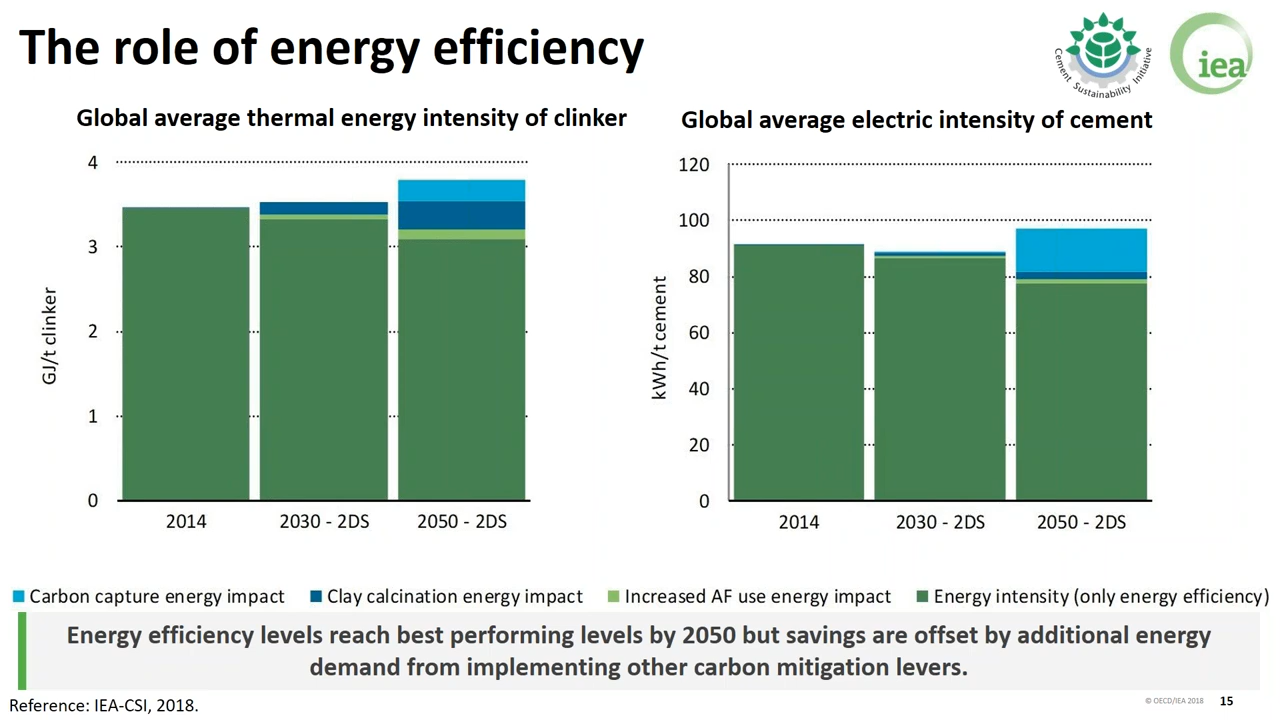 The role of energy efficiency
Cement Sustainability Initiative
iea
Global average thermal energy intensity of clinker
4
3
2
1
0
GJ/t clinker
2014
2030 - 2DS
2050 - 2DS
Global average electric intensity of cement
120
100
80
60
40
20
0
kWh/t cement
2014
2030 - 2DS
2050 - 2DS
Carbon capture energy impact
Clay calcination energy impact
Increased AF use energy impact
Energy intensity (only energy efficiency)
Energy efficiency levels reach best performing levels by 2050 but savings are offset by additional energy
demand from implementing other carbon mitigation levers.
Reference: IEA-CSI, 2018.
© OECD/IEA 2018
15